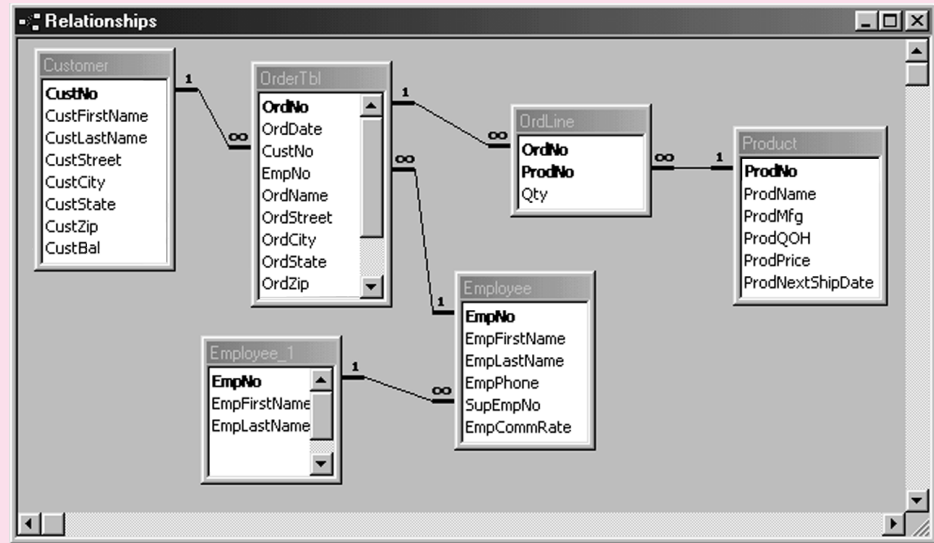 Relationships
Customer
CustNo
CustFirstName
CustLastName
CustStreet
CustCity
CustState
CustZip
CustBal
1
∞
OrderTbl
OrdNo
OrdDate
CustNo
EmpNo
OrdName
OrdStreet
OrdCity
OrdState
OrdZip
1
∞
∞
1
OrdLine
OrdNo
ProdNo
Qty
∞
1
Product
ProdNo
ProdName
ProdMfg
ProdQOH
ProdPrice
ProdNextShipDate
Employee_1
EmpNo
EmpFirstName
EmpLastName
1
∞
Employee
EmpNo
EmpFirstName
EmpLastName
EmpPhone
SupEmpNo
EmpCommRate